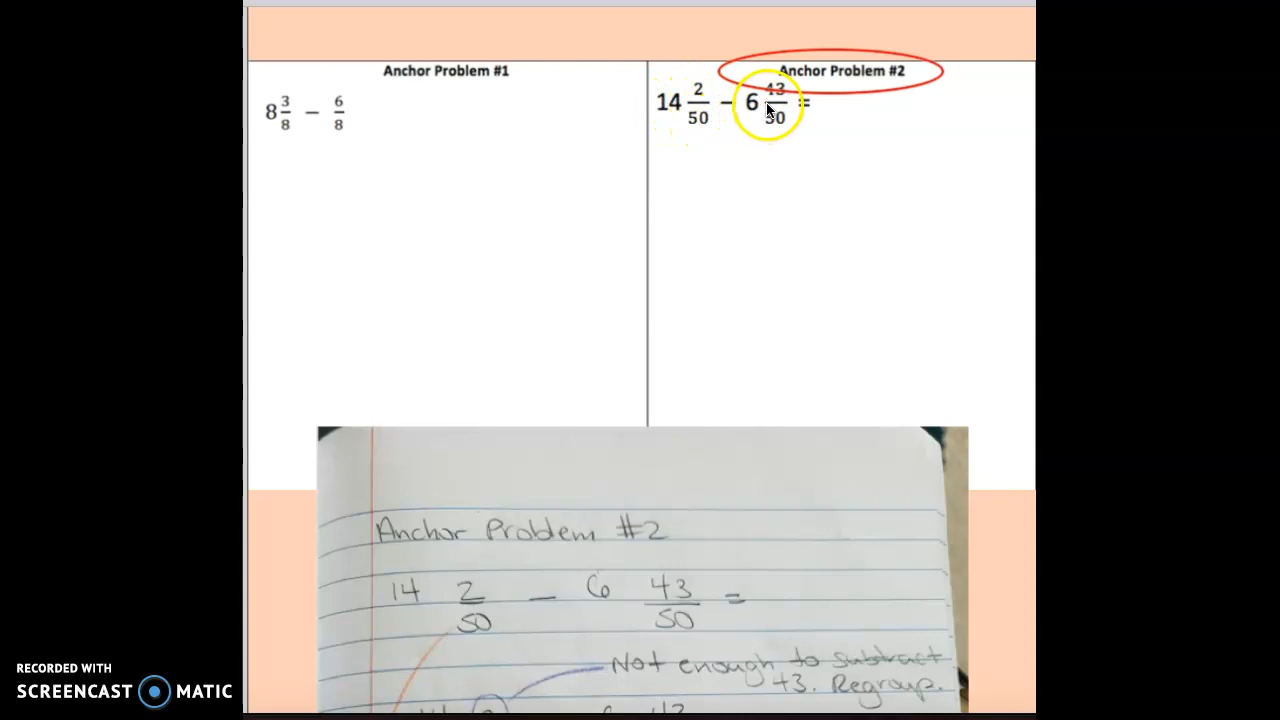 Anchor Problem #1
8 3/8 − 6/8
Anchor Problem #2
14 2/50 − 6 43/50 =
Anchor Problem #2
14 2/50 − 6 43/50 =
Not enough to subtract
43. Regroup.
RECORDED WITH
SCREENCAST MATIC